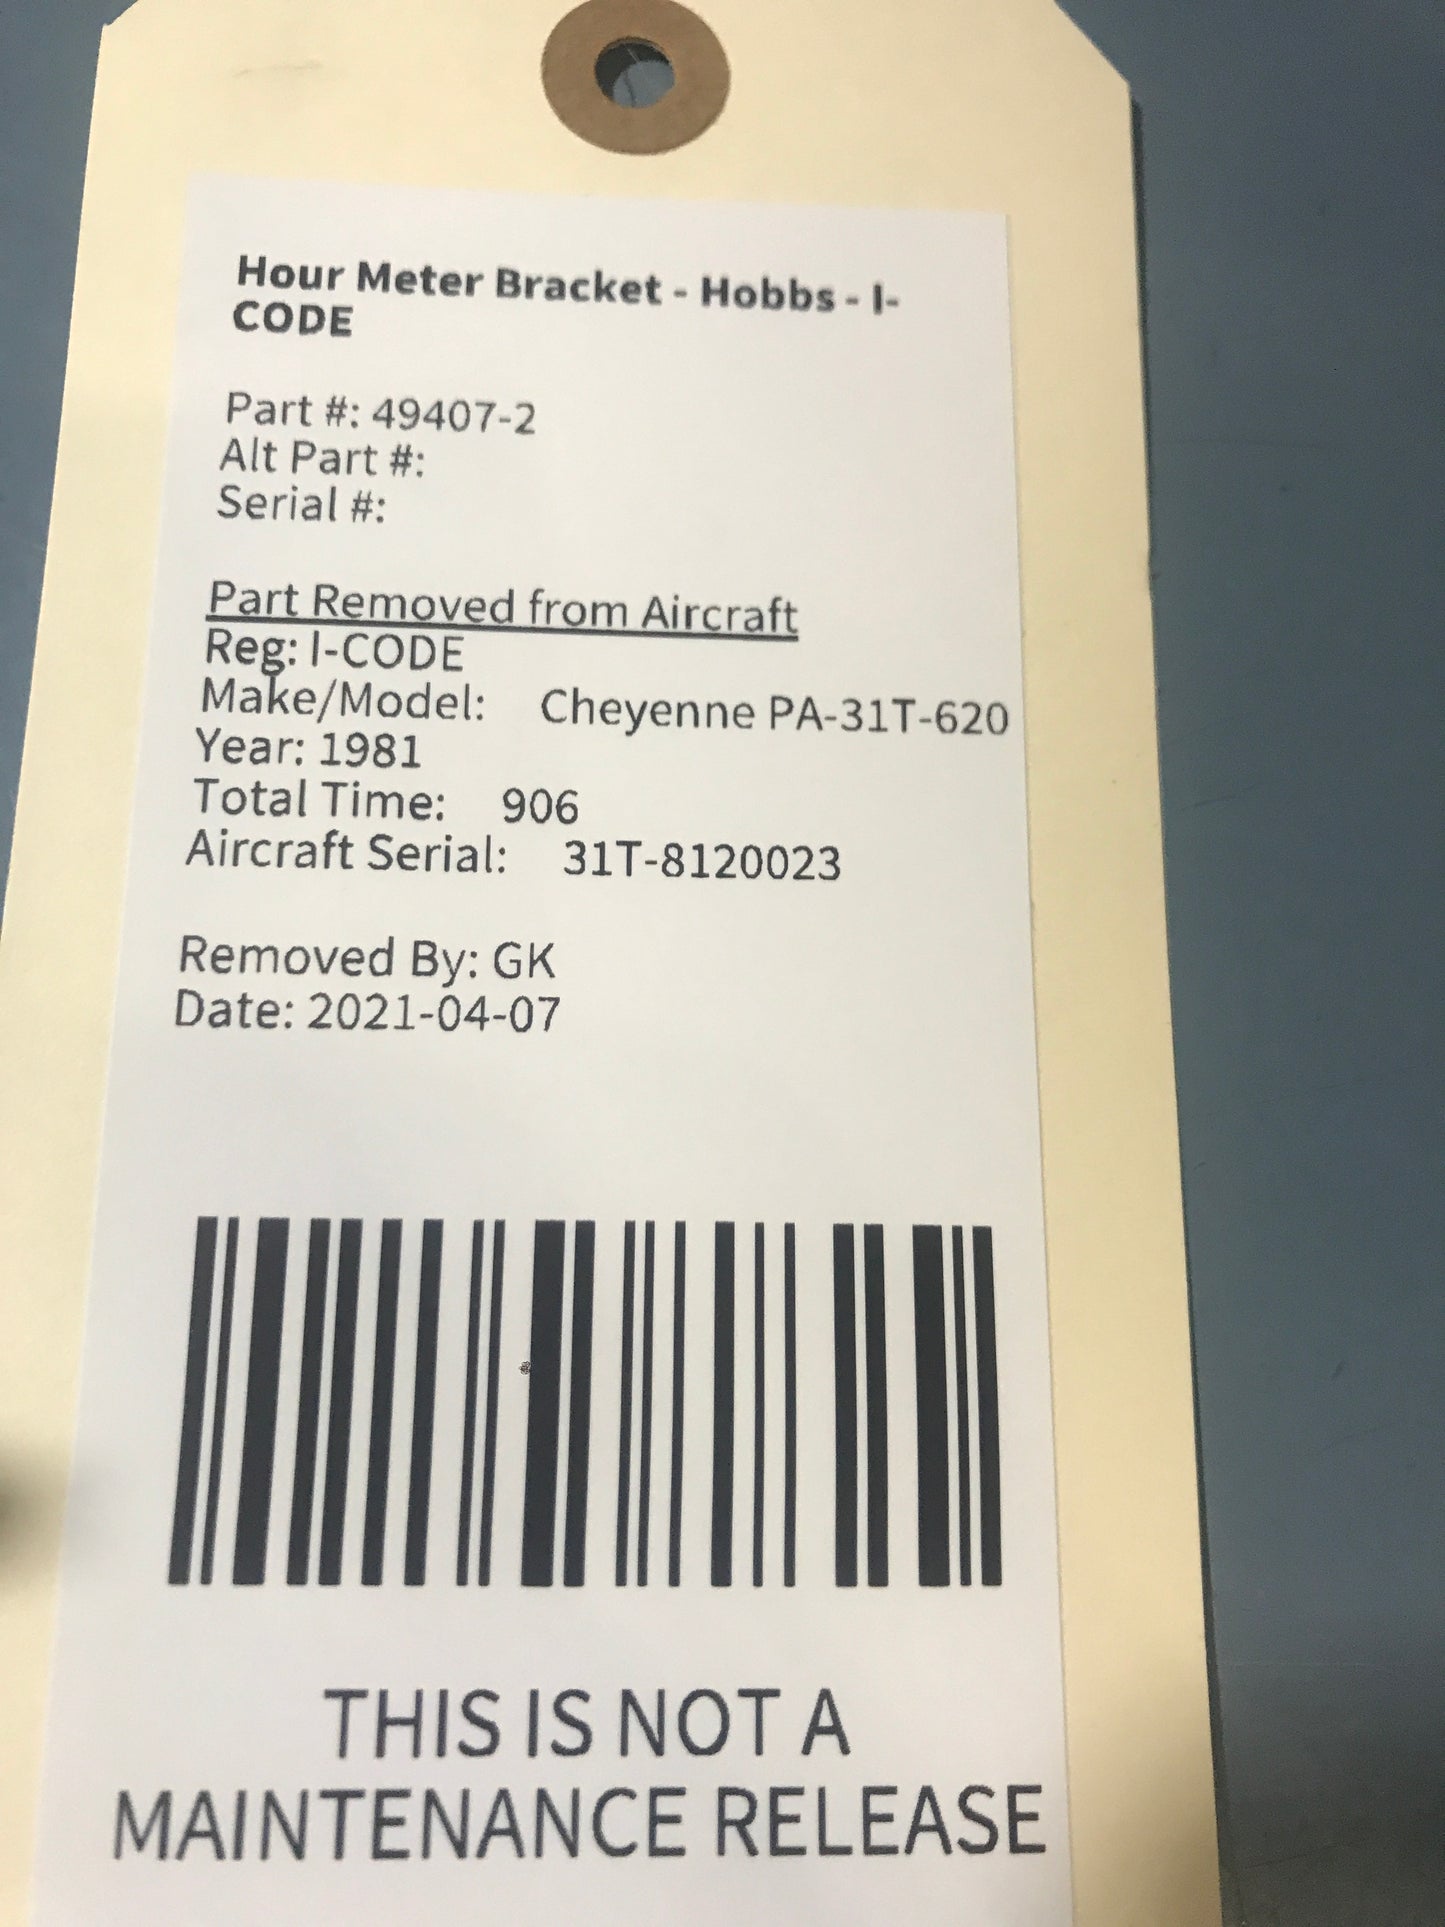 Hour Meter Bracket - Hobbs - I-
CODE
Part #: 49407-2
Alt Part #:
Serial #:
Part Removed from Aircraft
Reg: I-CODE
Make/Model: Cheyenne PA-31T-620
Year: 1981
Total Time: 906
Aircraft Serial: 31T-8120023
Removed By: GK
Date: 2021-04-07
THIS IS NOT A
MAINTENANCE RELEASE